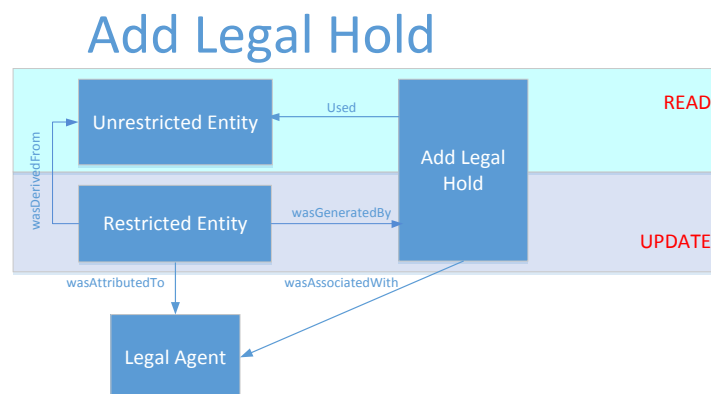 Add Legal Hold
READ
Used
Unrestricted Entity
Add Legal
Hold
wasDerivedFrom
wasGeneratedBy
Restricted Entity
UPDATE
wasAttributedTo
wasAssociatedWith
Legal Agent